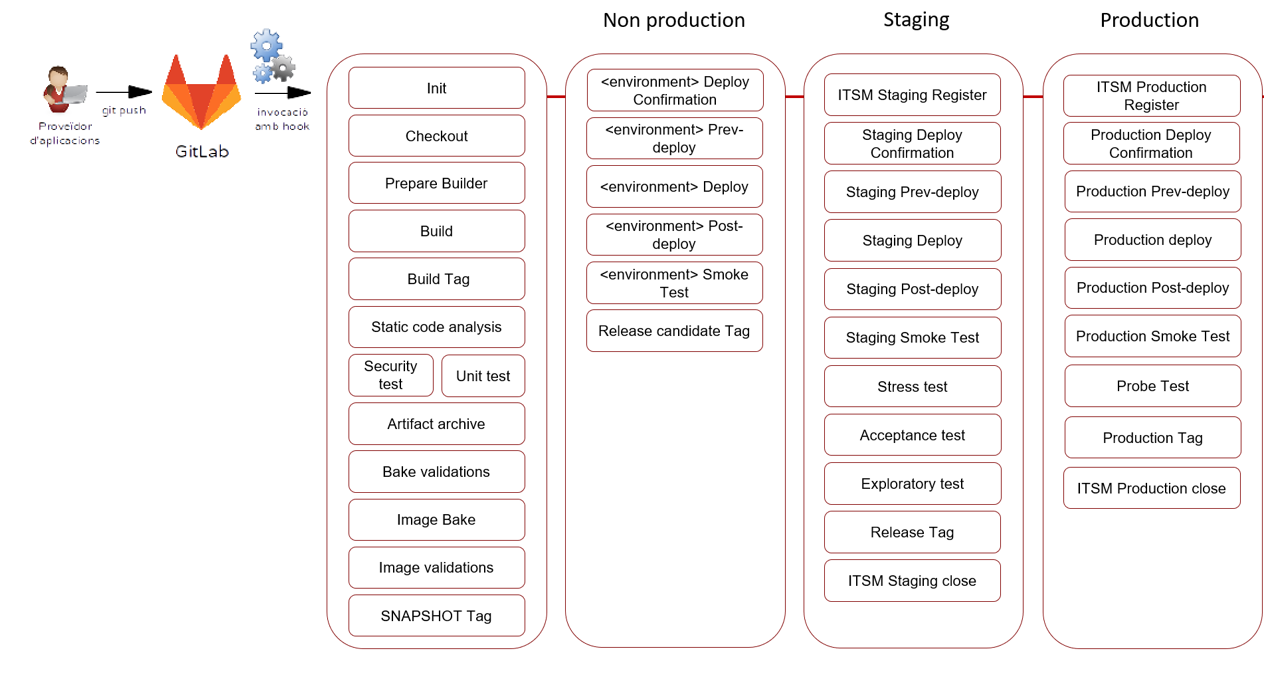 Non production
Staging
Production
Proveïdor
d'aplicacions
git push
GitLab
invocació
amb hook
Init
Checkout
Prepare Builder
Build
Build Tag
Static code analysis
Security
test
Unit test
Artifact archive
Bake validations
Image Bake
Image validations
SNAPSHOT Tag
<environment> Deploy
Confirmation
<environment> Prev-
deploy
<environment> Deploy
<environment> Post-
deploy
<environment> Smoke
Test
Release candidate Tag
ITSM Staging Register
Staging Deploy
Confirmation
Staging Prev-deploy
Staging Deploy
Staging Post-deploy
Staging Smoke Test
Stress test
Acceptance test
Exploratory test
Release Tag
ITSM Staging close
ITSM Production
Register
Production Deploy
Confirmation
Production Prev-deploy
Production deploy
Production Post-deploy
Production Smoke Test
Probe Test
Production Tag
ITSM Production close